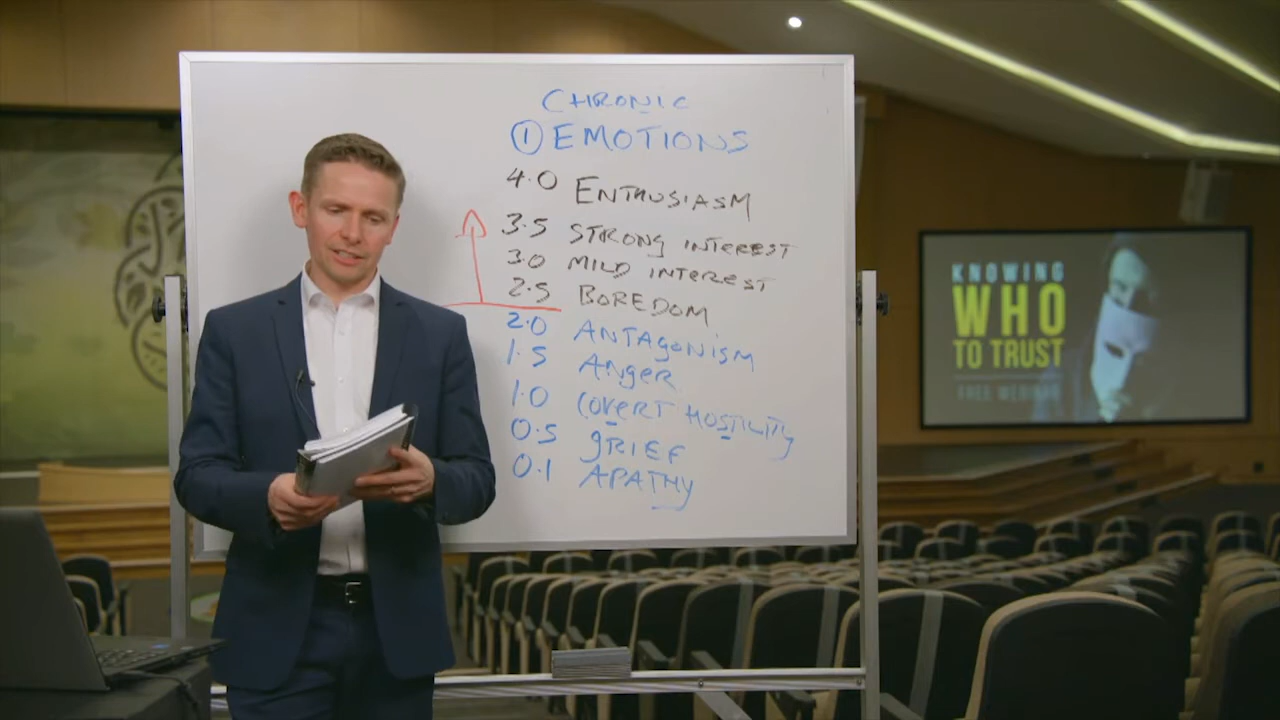 CHRONIC
① EMOTIONS
4.0 ENTHUSIASM
3.5 STRONG INTEREST
3.0 MILD INTEREST
2.5 BOREDOM
2.0 ANTAGONISM
1.5 ANGER
1.0 COVERT HOSTILITY
0.5 GRIEF
0.1 APATHY
KNOWING
WHO
TO TRUST
FREE WEBINAR